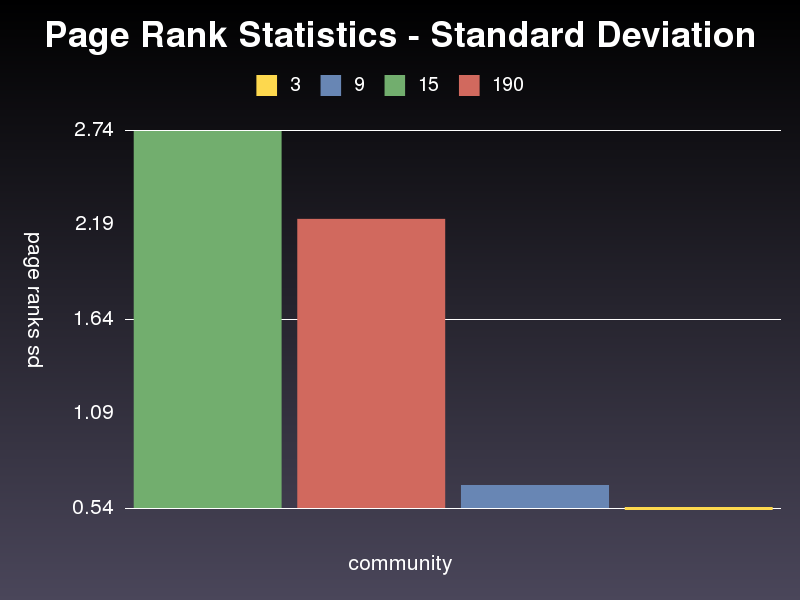 Page Rank Statistics - Standard Deviation
3 9 15 190
2.74
2.19
1.64
1.09
0.54
page ranks sd
community